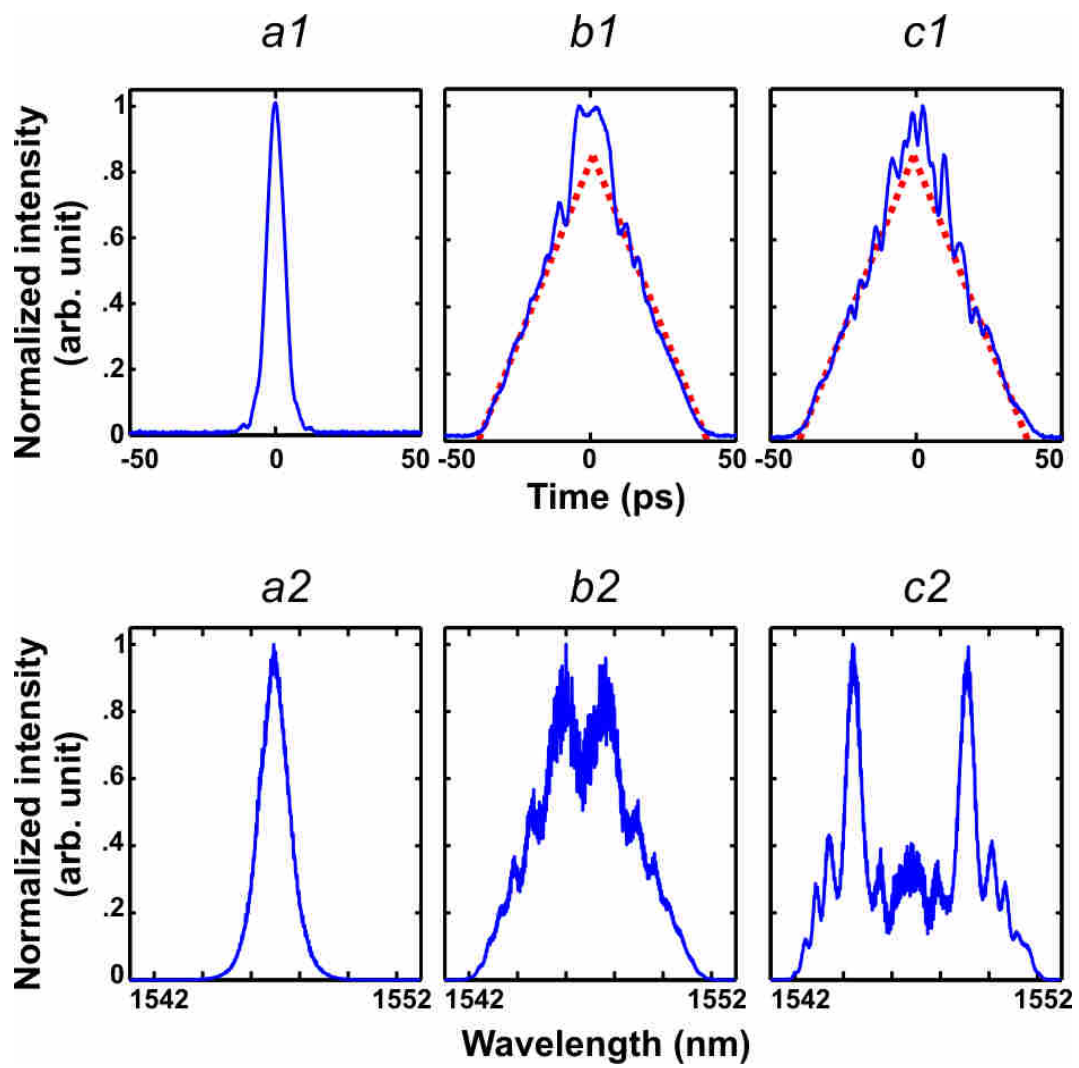 a1 b1 c1
Normalized intensity
(arb. unit)
1
.8
.6
.4
.2
0
-50 0 50 -50 0 50 -50 0 50
Time (ps)
a2 b2 c2
Normalized intensity
(arb. unit)
1
.8
.6
.4
.2
0
1542 1552 1542 1552 1542 1552
Wavelength (nm)